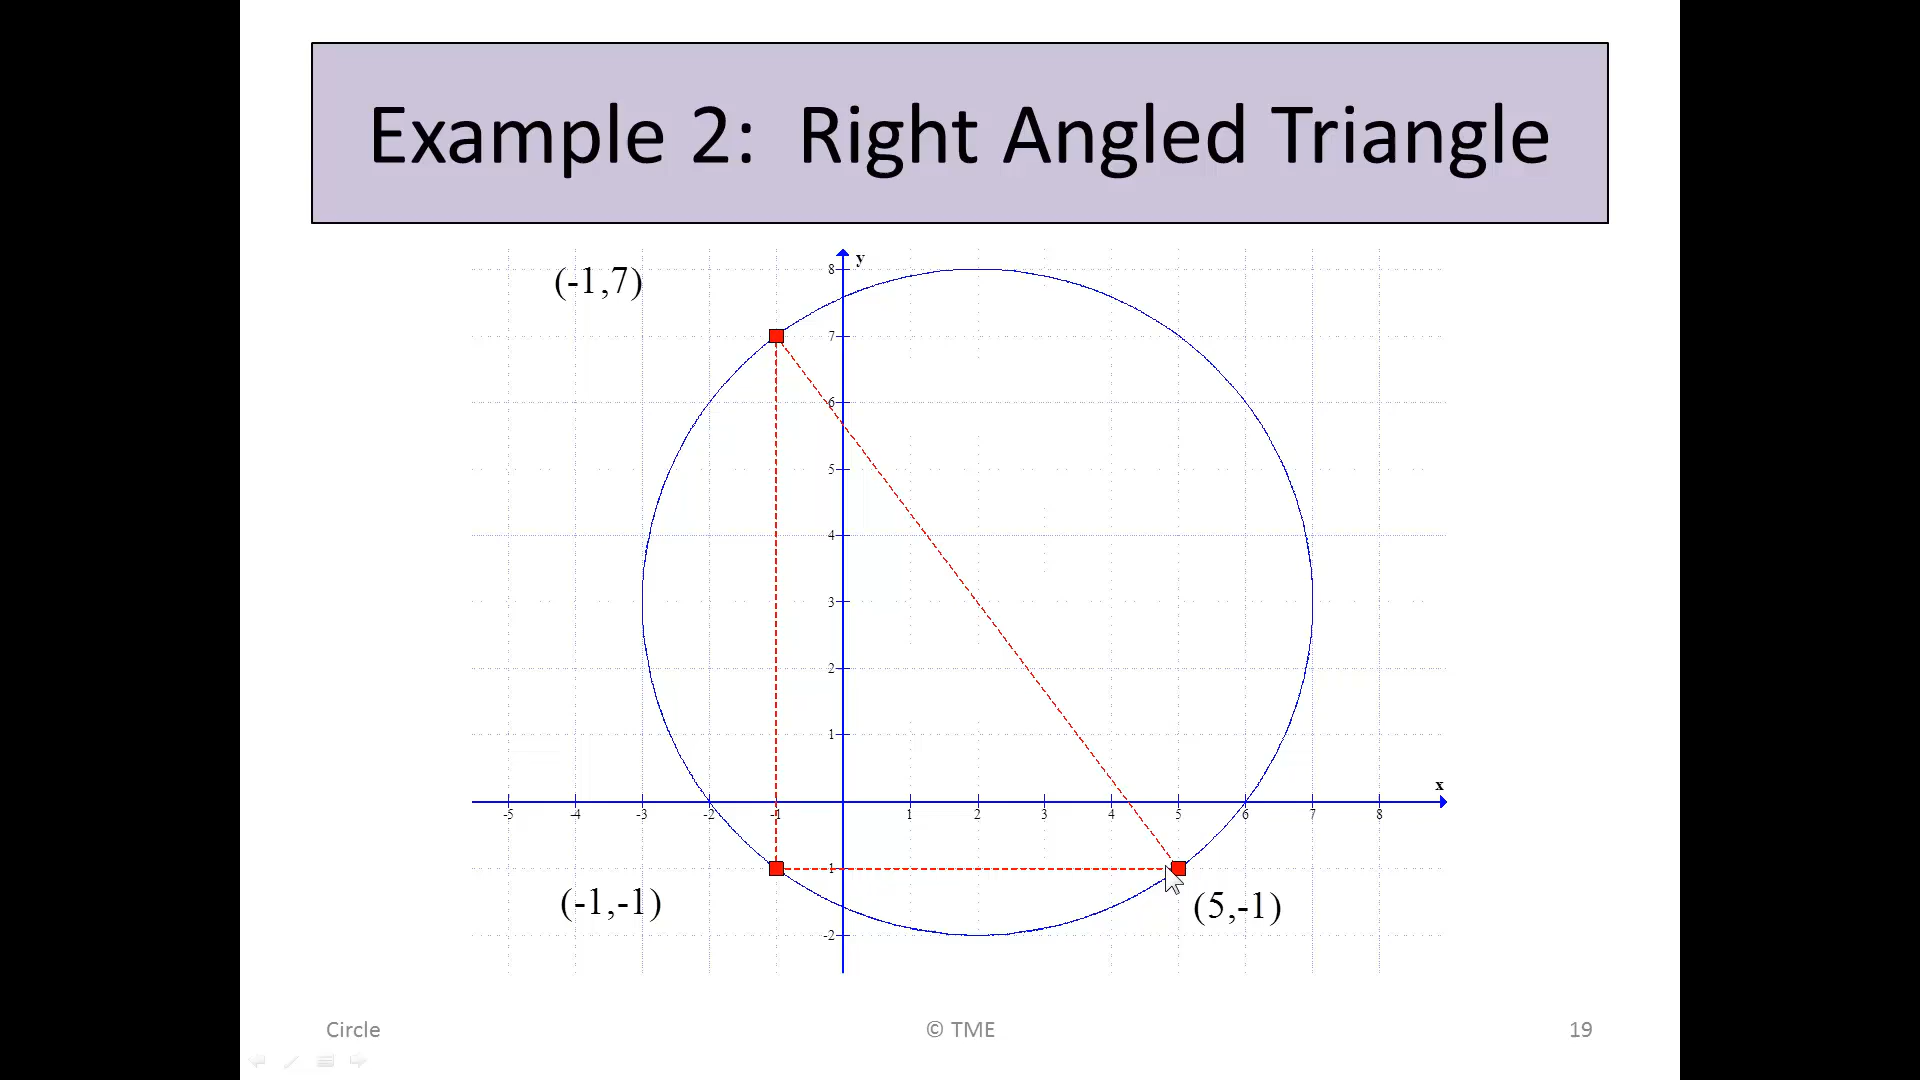 Example 2:  Right Angled Triangle
(-1,7)
y
8
7
6
5
4
3
2
1
x
-5 -4 -3 -2 -1 1 2 3 4 5 6 7 8
-1
(-1,-1)
(5,-1)
-2
Circle
© TME
19